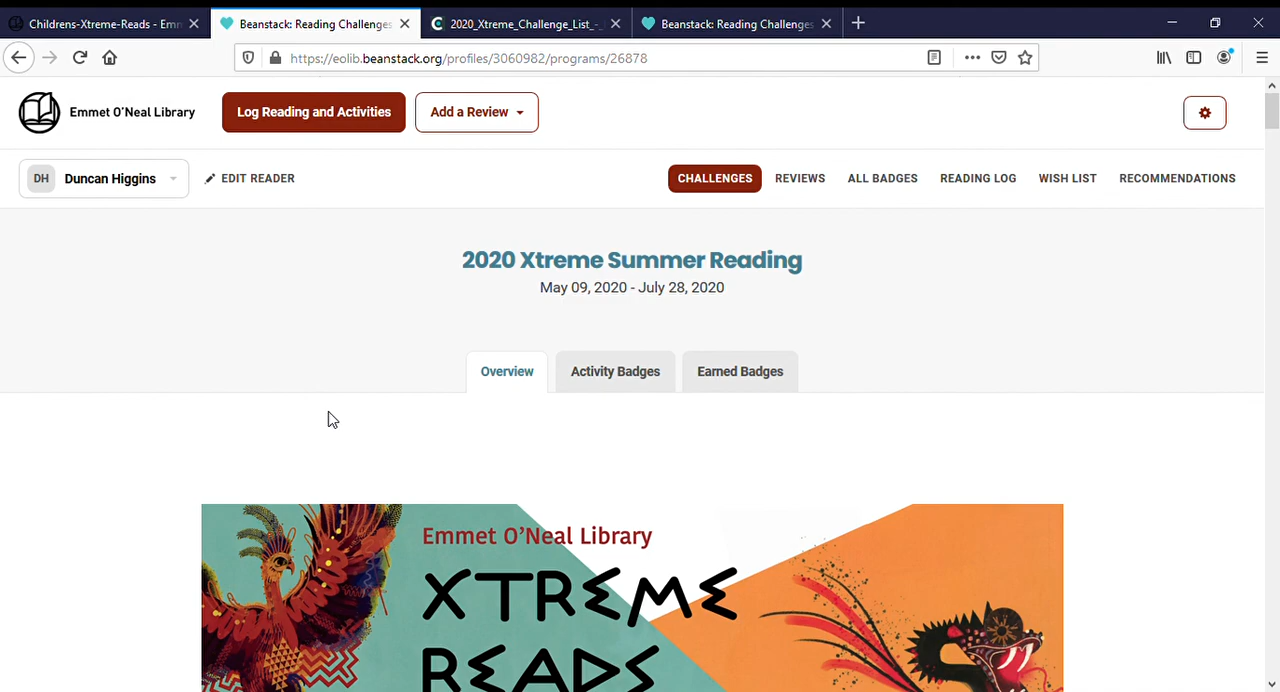 Childrens-Xtreme-Reads - Emm
Beanstack: Reading Challenges
2020_Xtreme_Challenge_List_-
Beanstack: Reading Challenges
https://eolib.beanstack.org/profiles/3060982/programs/26878
Emmet O'Neal Library
Log Reading and Activities
Add a Review
DH
Duncan Higgins
EDIT READER
CHALLENGES
REVIEWS
ALL BADGES
READING LOG
WISH LIST
RECOMMENDATIONS
2020 Xtreme Summer Reading
May 09, 2020 - July 28, 2020
Overview
Activity Badges
Earned Badges
Emmet O'Neal Library
XTREME
READS